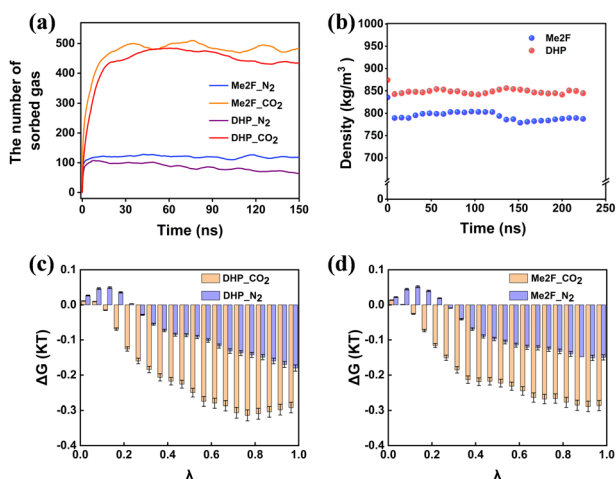 (a)
600
500
400
300
200
100
0
0 30 60 90 120 150
The number of
sorbed gas
Time (ns)
Me2F_N₂
Me2F_CO₂
DHP_N₂
DHP_CO₂
(b)
900
850
800
750
700
0
0 50 100 150 200 250
Density (kg/m³)
Time (ns)
Me2F
DHP
(c)
0.1
0.0
-0.1
-0.2
-0.3
-0.4
0.0 0.2 0.4 0.6 0.8 1.0
ΔG (KT)
λ
DHP_CO₂
DHP_N₂
(d)
0.1
0.0
-0.1
-0.2
-0.3
-0.4
0.0 0.2 0.4 0.6 0.8 1.0
ΔG (KT)
λ
Me2F_CO₂
Me2F_N₂